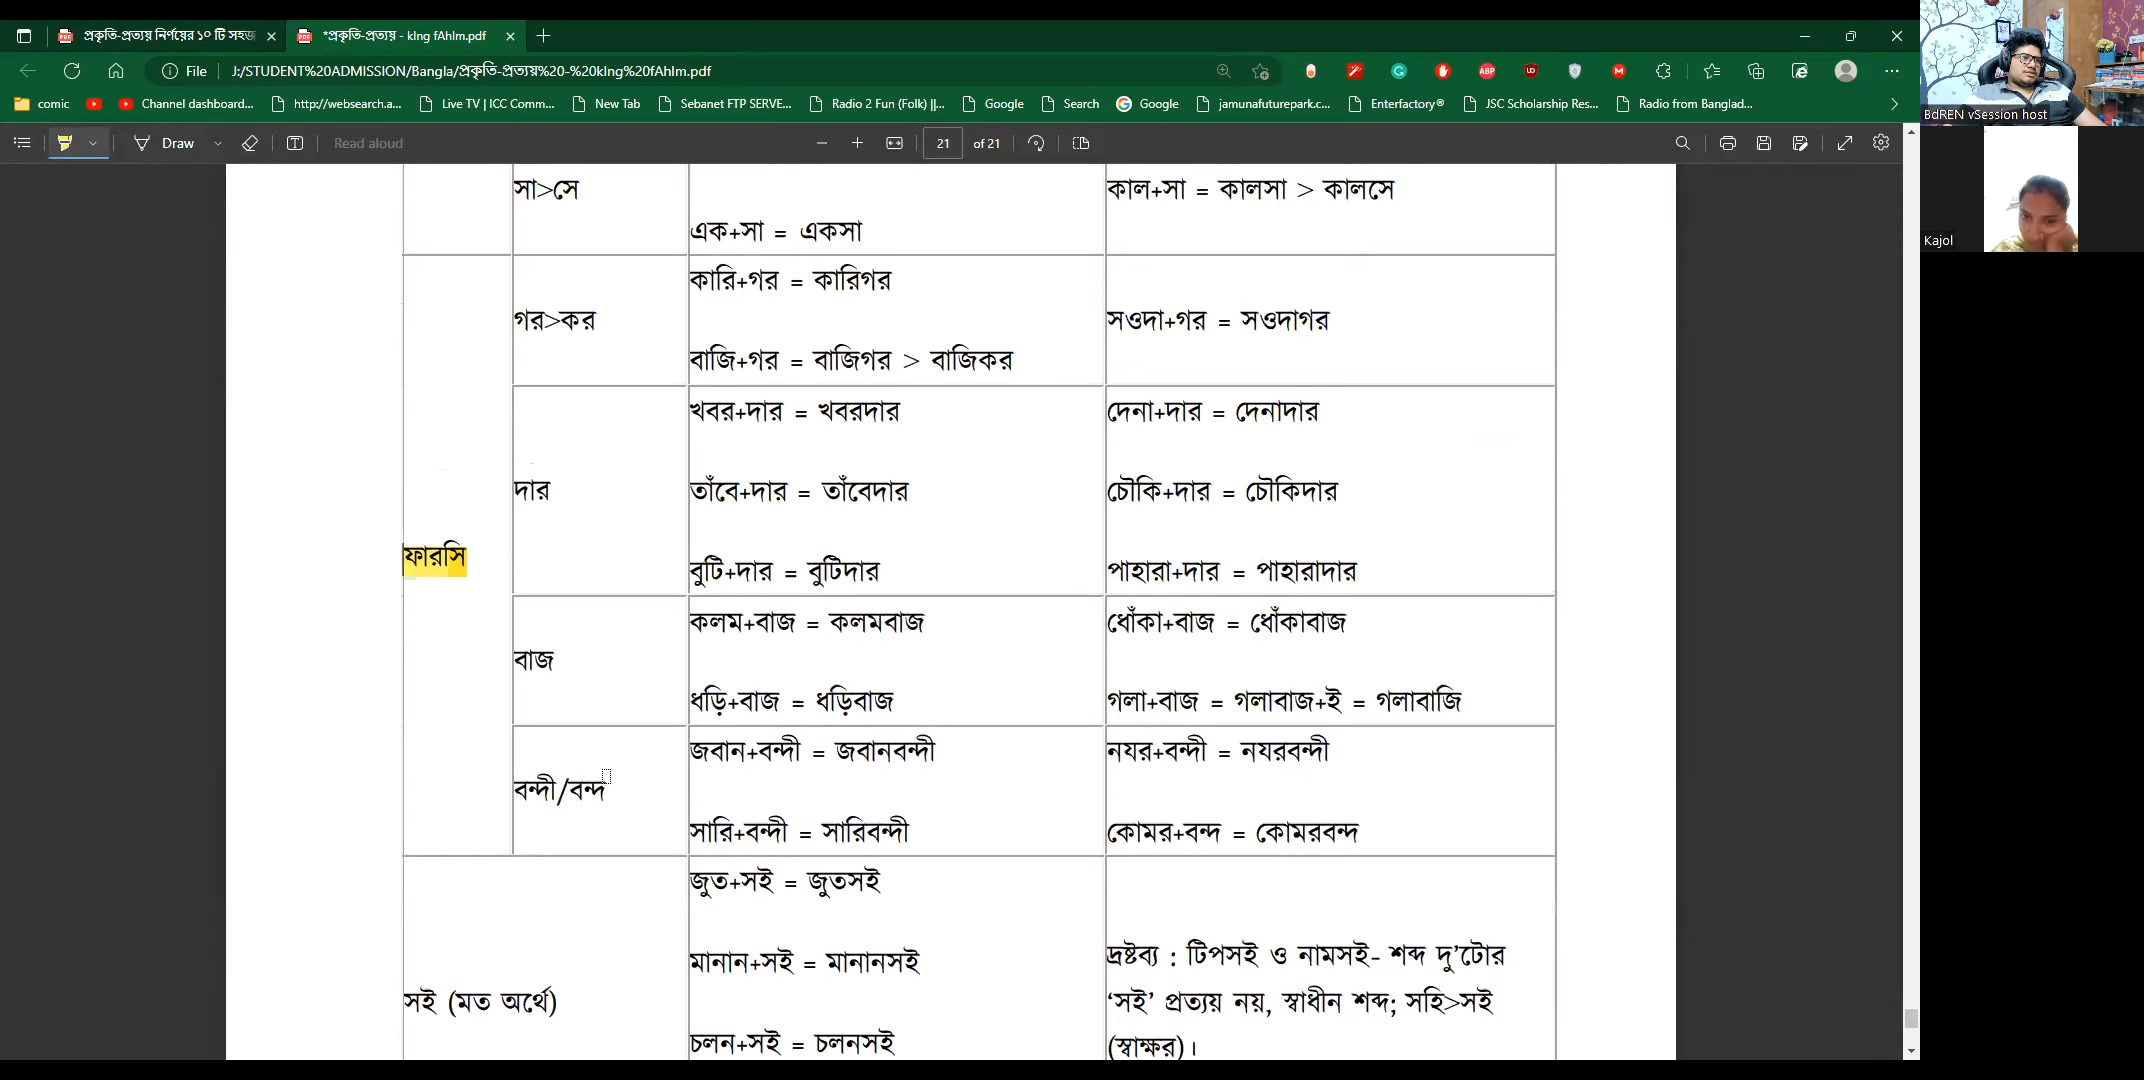 প্রকৃতি-প্রত্যয় নির্ণয়ের ১০ টি সহজ
*প্রকৃতি-প্রত্যয় - kIng fAhIm.pdf
File
J:/STUDENT%20ADMISSION/Bangla/প্রকৃতি-প্রত্যয়%20-%20kIng%20fAhIm.pdf
comic
Channel dashboard...
http://websearch.a...
Live TV | ICC Comm...
New Tab
Sebanet FTP SERVE...
Radio 2 Fun (Folk) ||...
Google
Search
Google
jamunafuturepark.c...
Enterfactory®
JSC Scholarship Res...
Radio from Banglad...
Draw
Read aloud
21 of 21
BdREN vSession host
Kajol
সা>সে
কাল+সা = কালসা > কালসে
এক+সা = একসা
কারি+গর = কারিগর
গর>কর
সওদা+গর = সওদাগর
বাজি+গর = বাজিগর > বাজিকর
খবর+দার = খবরদার
দেনা+দার = দেনাদার
দার
তাঁবে+দার = তাঁবেদার
চৌকি+দার = চৌকিদার
ফারসি
বুটি+দার = বুটিদার
পাহারা+দার = পাহারাদার
কলম+বাজ = কলমবাজ
ধোঁকা+বাজ = ধোঁকাবাজ
বাজ
ধড়ি+বাজ = ধড়িবাজ
গলা+বাজ = গলাবাজ+ই = গলাবাজি
জবান+বন্দী = জবানবন্দী
নযর+বন্দী = নযরবন্দী
বন্দী/বন্দ
সারি+বন্দী = সারিবন্দী
কোমর+বন্দ = কোমরবন্দ
জুত+সই = জুতসই
মানান+সই = মানানসই
সই (মত অর্থে)
চলন+সই = চলনসই
দ্রষ্টব্য : টিপসই ও নামসই- শব্দ দু’টোর
‘সই’ প্রত্যয় নয়, স্বাধীন শব্দ; সহি>সই
(স্বাক্ষর)।